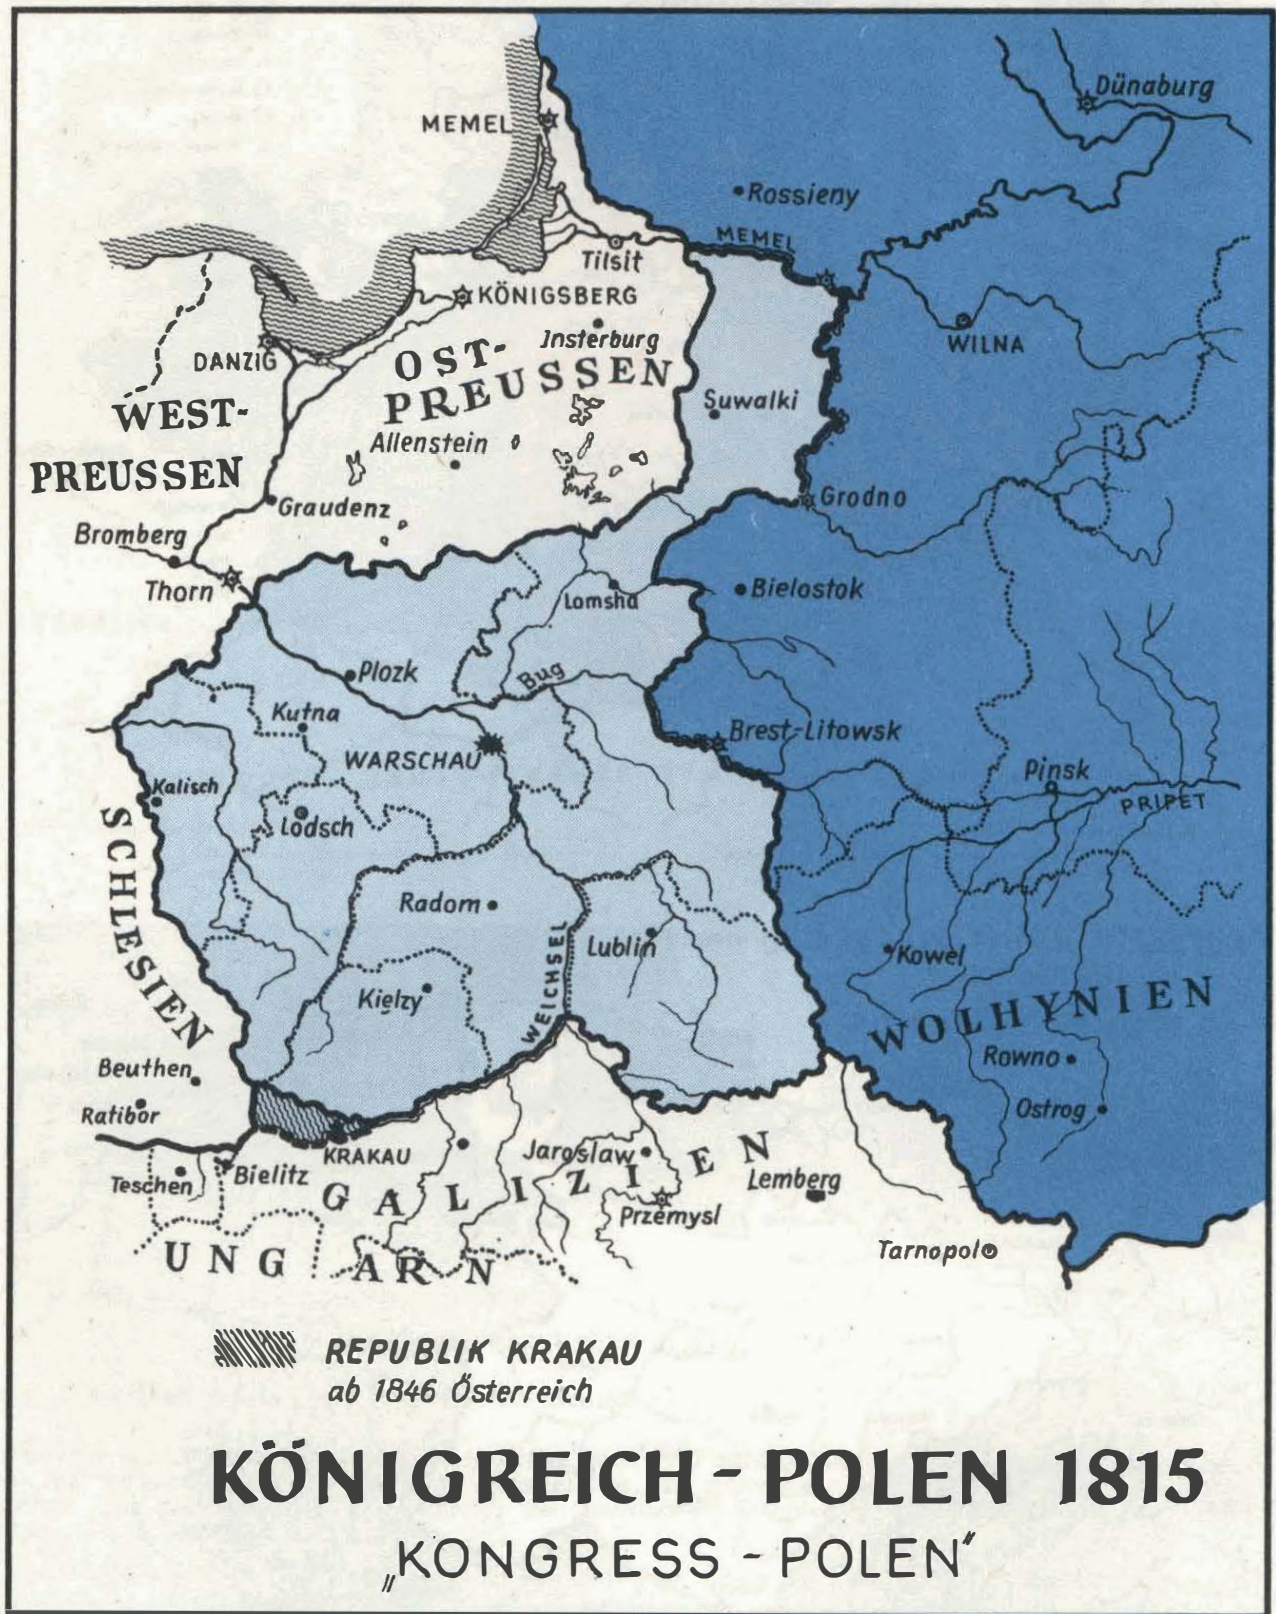 Dünaburg
MEMEL
Rossieny
MEMEL
Tilsit
KÖNIGSBERG
Insterburg
WILNA
DANZIG
OST-
PREUSSEN
WEST-
PREUSSEN
Suwalki
Allenstein
Graudenz
Grodno
Bromberg
Thorn
Lomsha
Bielostok
Plozk
Bug
Kutna
WARSCHAU
Brest-Litowsk
Pinsk
PRIPET
Kalisch
Lodsch
SCHLESIEN
Radom
WEICHSEL
Lublin
Kowel
Kielzy
WOLHYNIEN
Rowno
Beuthen
Ratibor
Ostrog
KRAKAU
Jaroslaw
Teschen
Bielitz
GALIZIEN
Lemberg
Przemysl
UNGARN
Tarnopol
REPUBLIK KRAKAU
ab 1846 Österreich
KÖNIGREICH - POLEN 1815
„KONGRESS - POLEN"